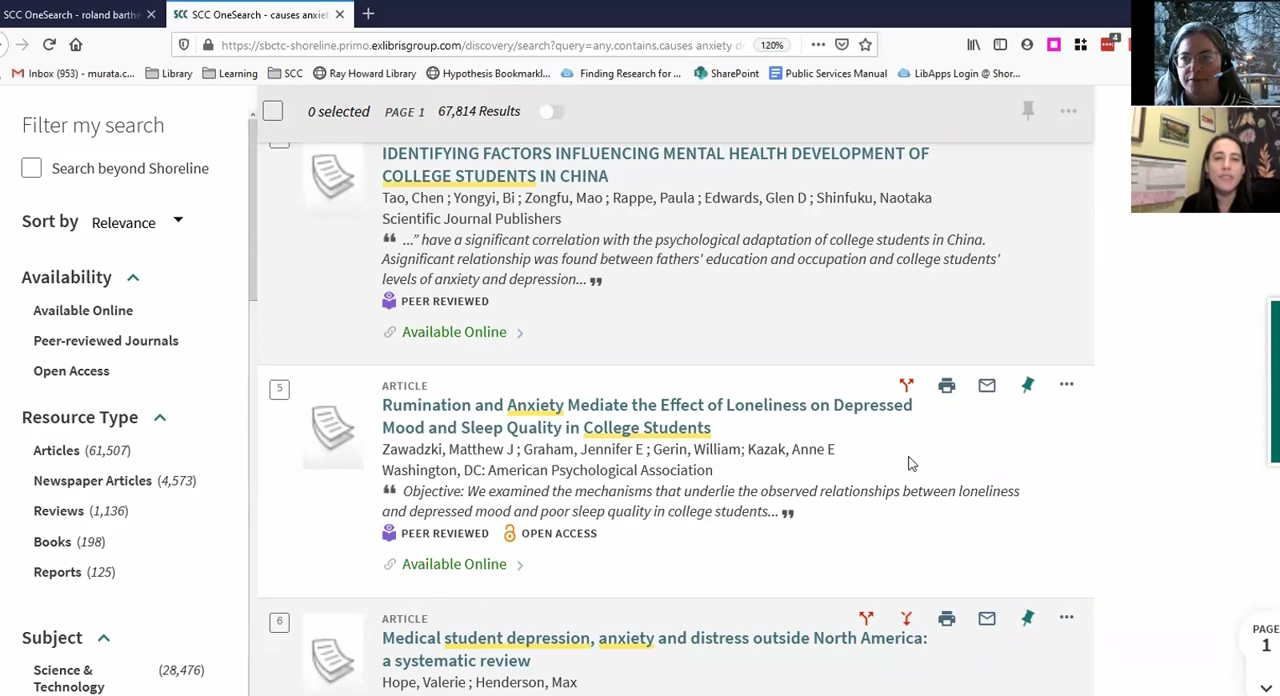 SCC OneSearch - roland barthe
SCC OneSearch - causes anxiet
https://sbctc-shoreline.primo.exlibrisgroup.com/discovery/search?query=any.contains,causes anxiety d
120%
4
Inbox (953) - murata.c...
Library
Learning
SCC
Ray Howard Library
Hypothesis Bookmarkl...
Finding Research for ...
SharePoint
Public Services Manual
LibApps Login @ Shor...
Filter my search
Search beyond Shoreline
Sort by Relevance
Availability
Available Online
Peer-reviewed Journals
Open Access
Resource Type
Articles (61,507)
Newspaper Articles (4,573)
Reviews (1,136)
Books (198)
Reports (125)
Subject
Science & (28,476)
Technology
0 selected PAGE 1 67,814 Results
IDENTIFYING FACTORS INFLUENCING MENTAL HEALTH DEVELOPMENT OF
COLLEGE STUDENTS IN CHINA
Tao, Chen ; Yongyi, Bi ; Zongfu, Mao ; Rappe, Paula ; Edwards, Glen D ; Shinfuku, Naotaka
Scientific Journal Publishers
“ ...” have a significant correlation with the psychological adaptation of college students in China.
Asignificant relationship was found between fathers' education and occupation and college students'
levels of anxiety and depression... ”
PEER REVIEWED
Available Online
5
ARTICLE
Rumination and Anxiety Mediate the Effect of Loneliness on Depressed
Mood and Sleep Quality in College Students
Zawadzki, Matthew J ; Graham, Jennifer E ; Gerin, William; Kazak, Anne E
Washington, DC: American Psychological Association
“ Objective: We examined the mechanisms that underlie the observed relationships between loneliness
and depressed mood and poor sleep quality in college students... ”
PEER REVIEWED OPEN ACCESS
Available Online
6
ARTICLE
Medical student depression, anxiety and distress outside North America:
a systematic review
Hope, Valerie ; Henderson, Max
PAGE
1